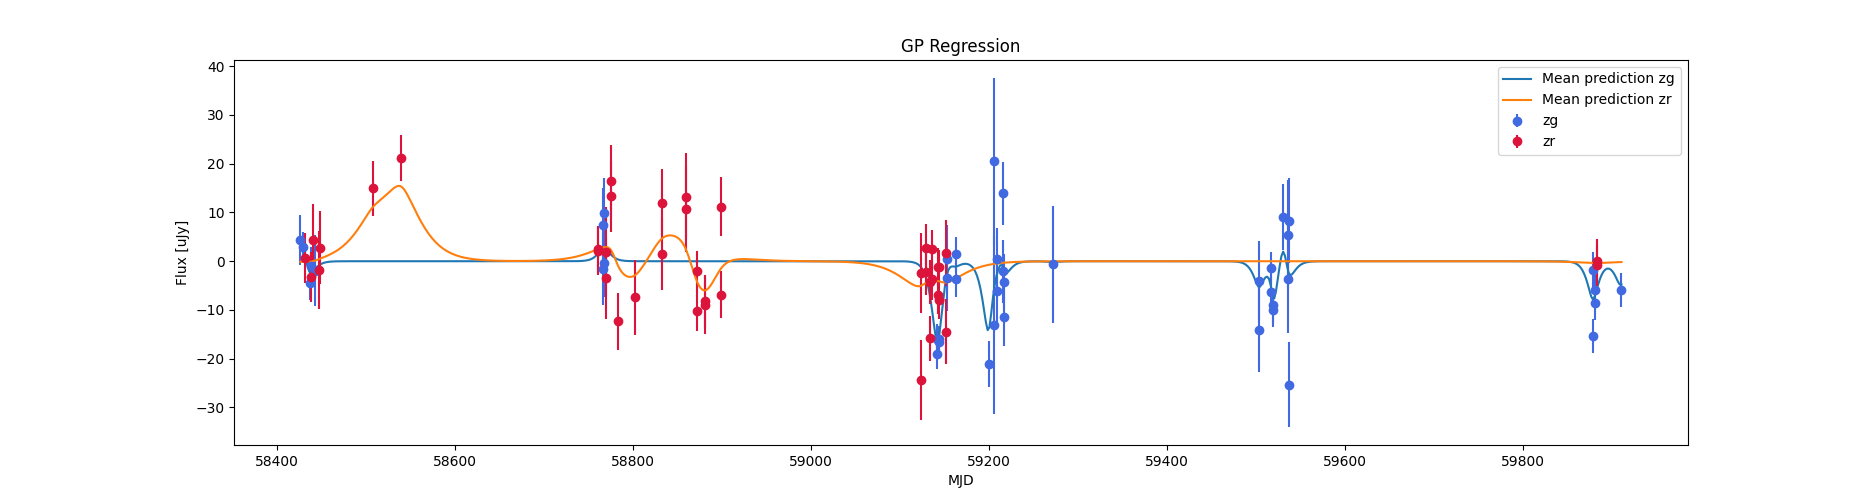 GP Regression
40
30
20
10
0
−10
−20
−30
Flux [uJy]
58400
58600
58800
59000
59200
59400
59600
59800
MJD
Mean prediction zg
Mean prediction zr
zg
zr